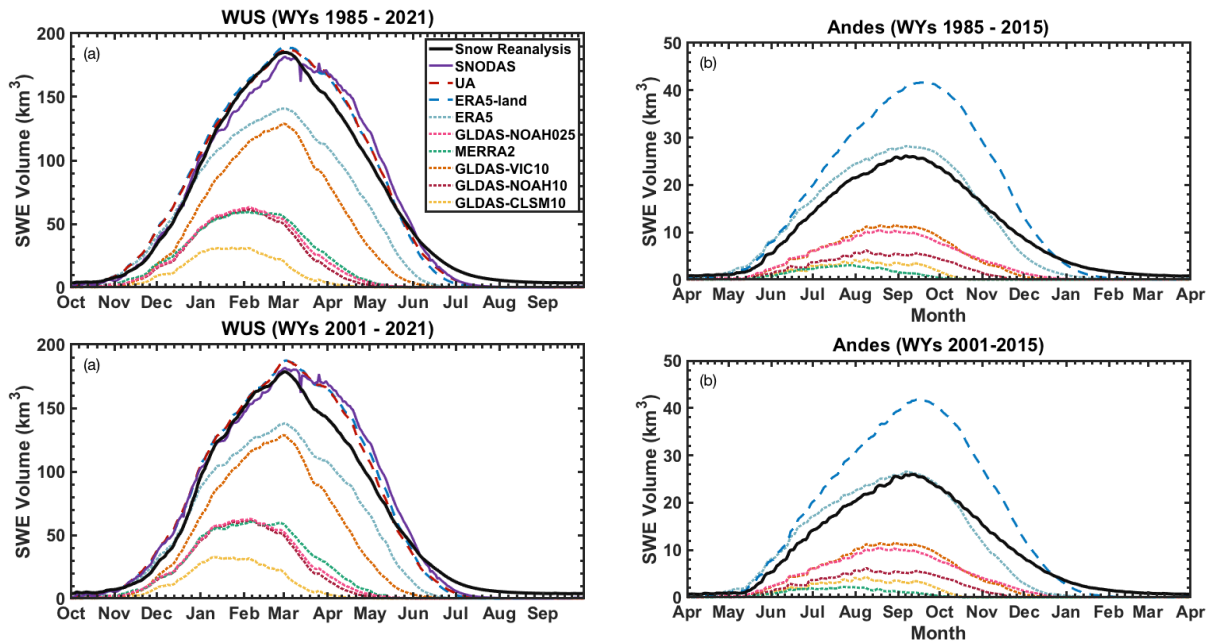 WUS (WYs 1985 - 2021)
(a)
SWE Volume (km3)
200
150
100
50
0
Oct Nov Dec Jan Feb Mar Apr May Jun Jul Aug Sep
Snow Reanalysis
SNODAS
UA
ERA5-land
ERA5
GLDAS-NOAH025
MERRA2
GLDAS-VIC10
GLDAS-NOAH10
GLDAS-CLSM10
Andes (WYs 1985 - 2015)
(b)
SWE Volume (km3)
50
40
30
20
10
0
Apr May Jun Jul Aug Sep Oct Nov Dec Jan Feb Mar Apr
Month
WUS (WYs 2001 - 2021)
(a)
SWE Volume (km3)
200
150
100
50
0
Oct Nov Dec Jan Feb Mar Apr May Jun Jul Aug Sep
Andes (WYs 2001-2015)
(b)
SWE Volume (km3)
50
40
30
20
10
0
Apr May Jun Jul Aug Sep Oct Nov Dec Jan Feb Mar Apr
Month